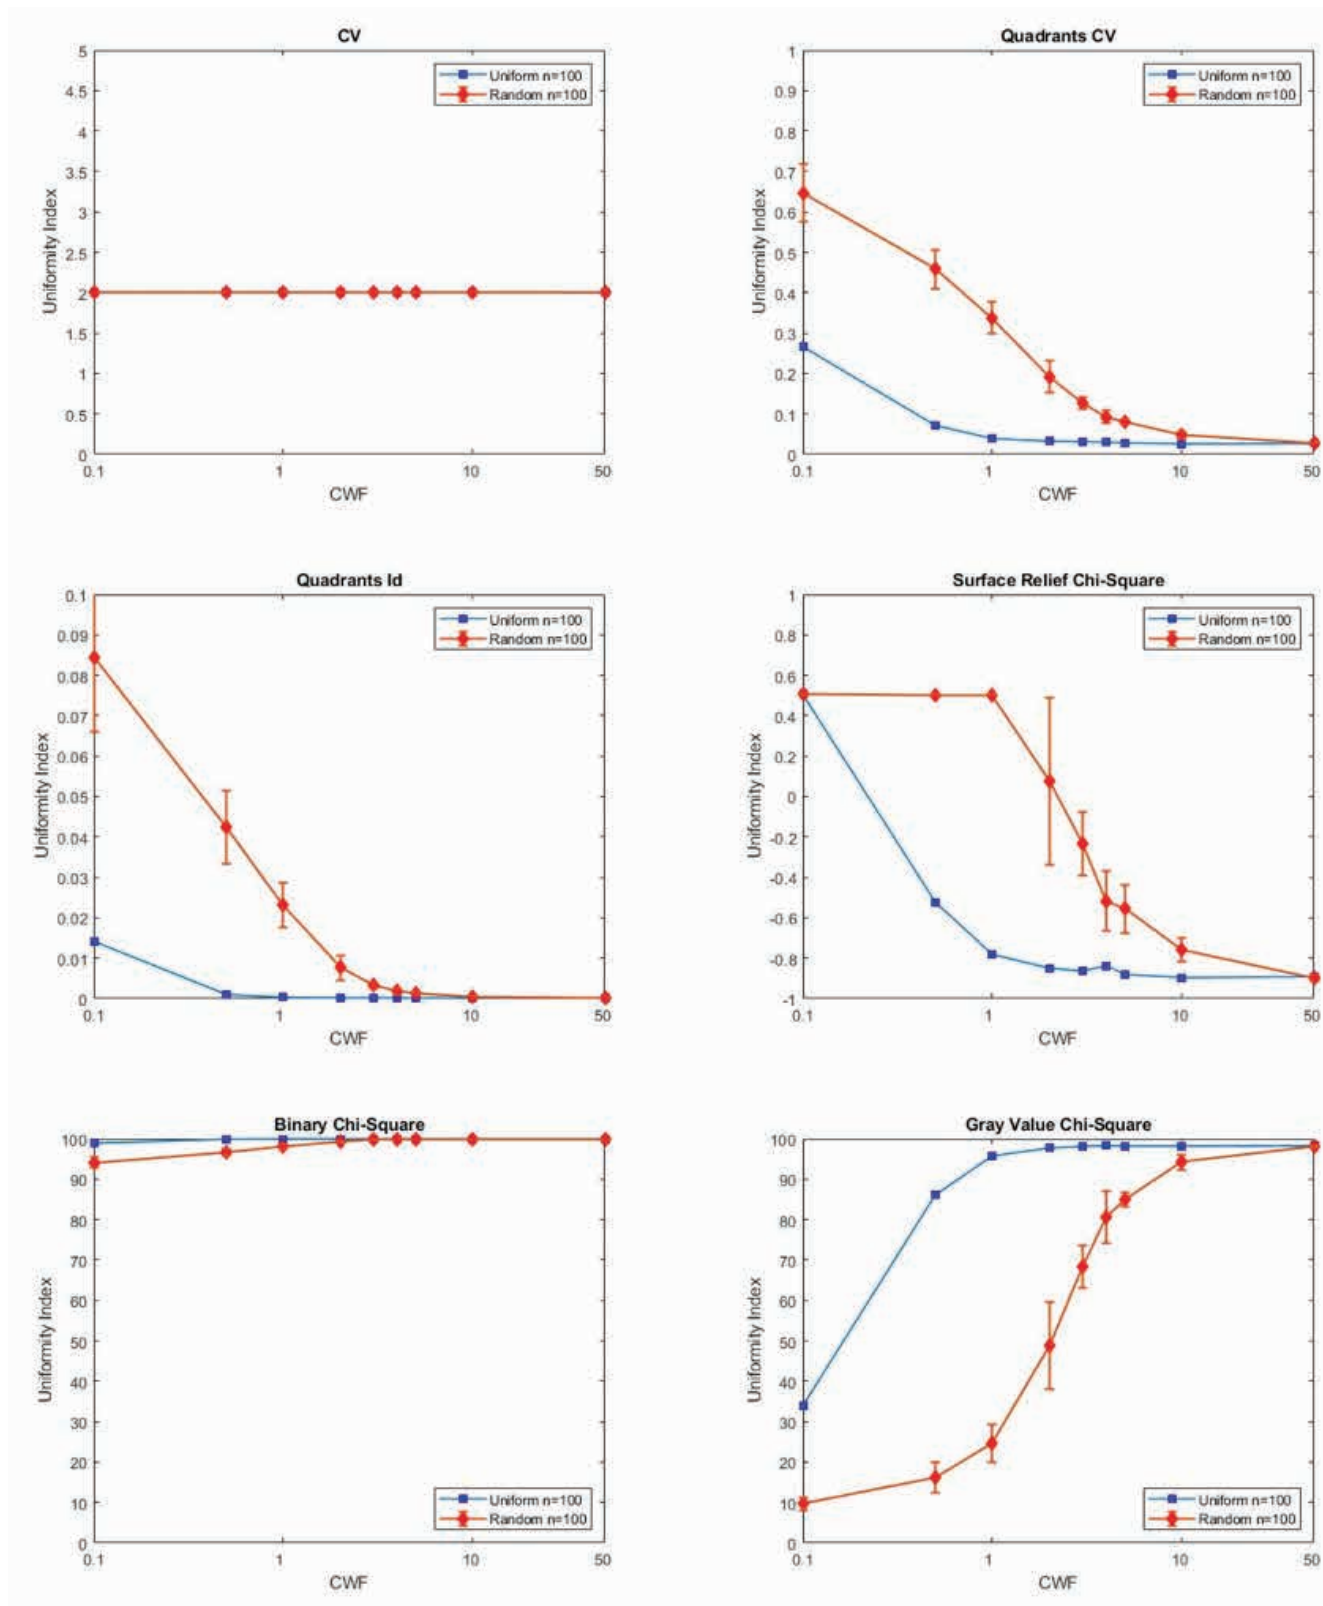 CV
5
4.5
4
3.5
3
2.5
2
1.5
1
0.5
0
Uniformity Index
Uniform n=100
Random n=100
0.1 1 10 50
CWF
Quadrants CV
1
0.9
0.8
0.7
0.6
0.5
0.4
0.3
0.2
0.1
0
Uniformity Index
Uniform n=100
Random n=100
0.1 1 10 50
CWF
Quadrants Id
0.1
0.09
0.08
0.07
0.06
0.05
0.04
0.03
0.02
0.01
0
Uniformity Index
Uniform n=100
Random n=100
0.1 1 10 50
CWF
Surface Relief Chi-Square
1
0.8
0.6
0.4
0.2
0
-0.2
-0.4
-0.6
-0.8
-1
Uniformity Index
Uniform n=100
Random n=100
0.1 1 10 50
CWF
Binary Chi-Square
100
90
80
70
60
50
40
30
20
10
0
Uniformity Index
Uniform n=100
Random n=100
0.1 1 10 50
CWF
Gray Value Chi-Square
100
90
80
70
60
50
40
30
20
10
0
Uniformity Index
Uniform n=100
Random n=100
0.1 1 10 50
CWF